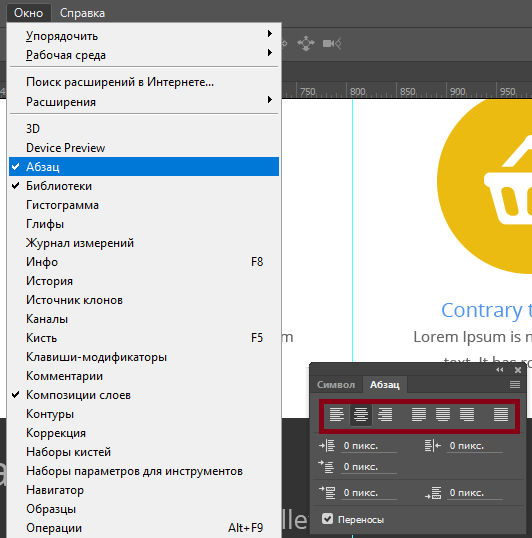 Окно Справка
Упорядочить
Рабочая среда
Поиск расширений в Интернете...
Расширения
3D
Device Preview
Абзац
Библиотеки
Гистограмма
Глифы
Журнал измерений
Инфо F8
История
Источник клонов
Каналы
Кисть F5
Клавиши-модификаторы
Комментарии
Композиции слоев
Контуры
Коррекция
Наборы кистей
Наборы параметров для инструментов
Навигатор
Образцы
Операции Alt+F9
750 800 850 900 950
Contrary t
Lorem Ipsum is n
text. It has ro
Символ Абзац
0 пикс. 0 пикс.
0 пикс.
0 пикс. 0 пикс.
Переносы